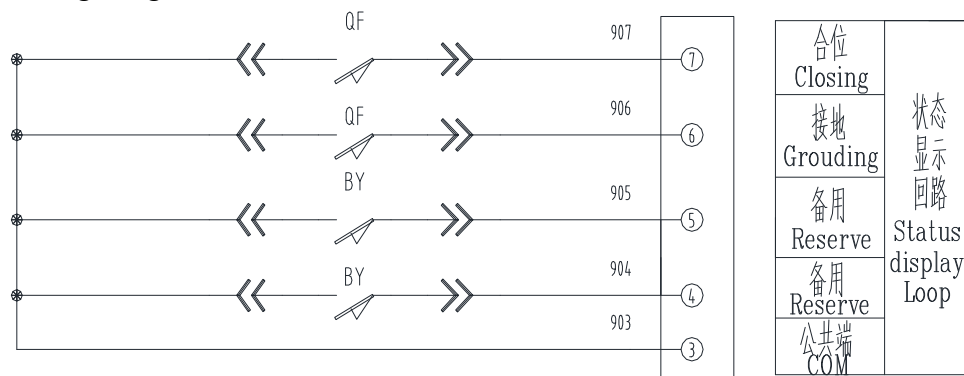 QF
907
7
QF
906
6
BY
905
5
BY
904
4
903
3
合位
Closing
接地
Grouding
备用
Reserve
备用
Reserve
公共端
COM
状态
显示
回路
Status
display
Loop